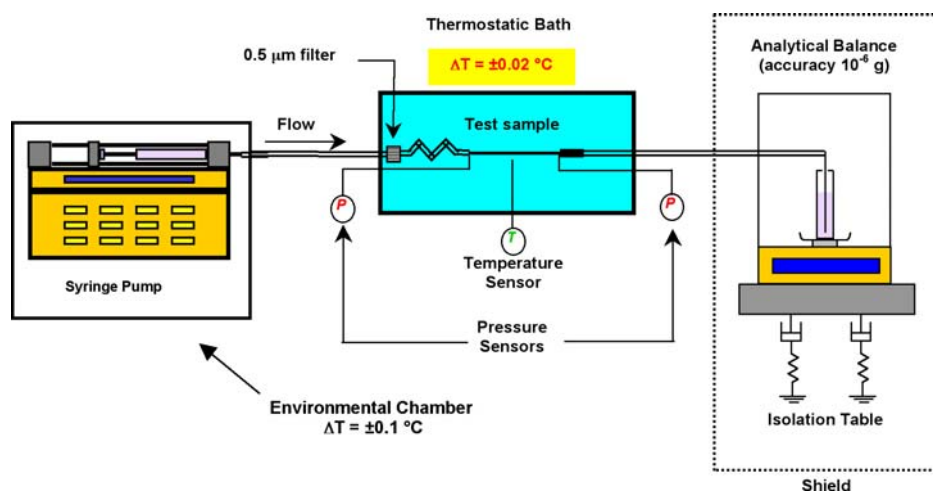 Thermostatic Bath
0.5 μm filter
ΔT = ±0.02 °C
Analytical Balance
(accuracy 10⁻⁶ g)
Flow
Test sample
P
P
T
Temperature
Sensor
Syringe Pump
Pressure
Sensors
Environmental Chamber
ΔT = ±0.1 °C
Isolation Table
Shield